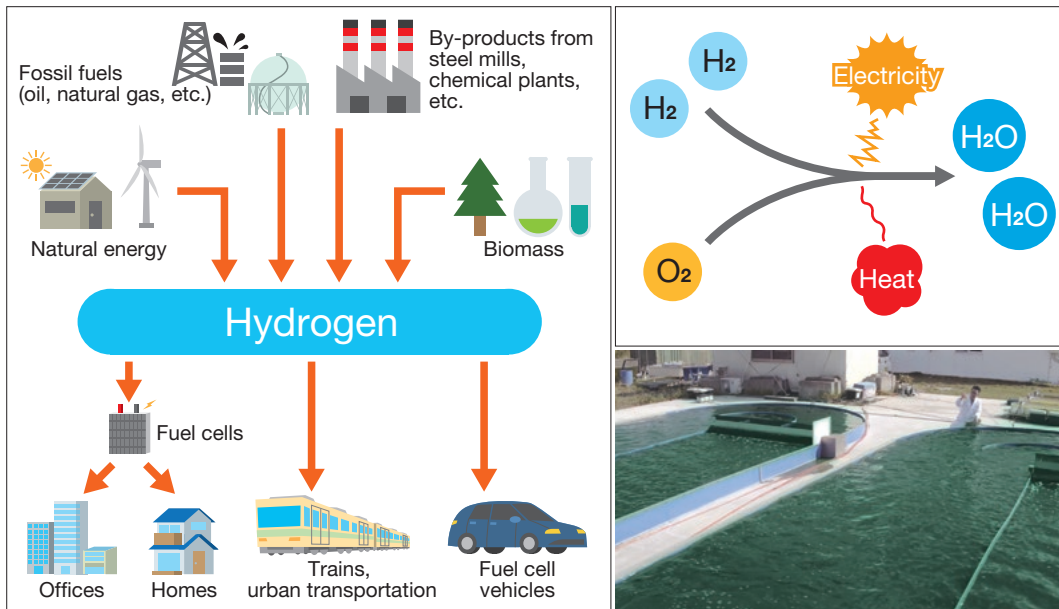 Fossil fuels
(oil, natural gas, etc.)
By-products from
steel mills,
chemical plants,
etc.
Natural energy
Biomass
Hydrogen
Fuel cells
Offices
Homes
Trains,
urban transportation
Fuel cell
vehicles
H2
H2
Electricity
H2O
H2O
O2
Heat